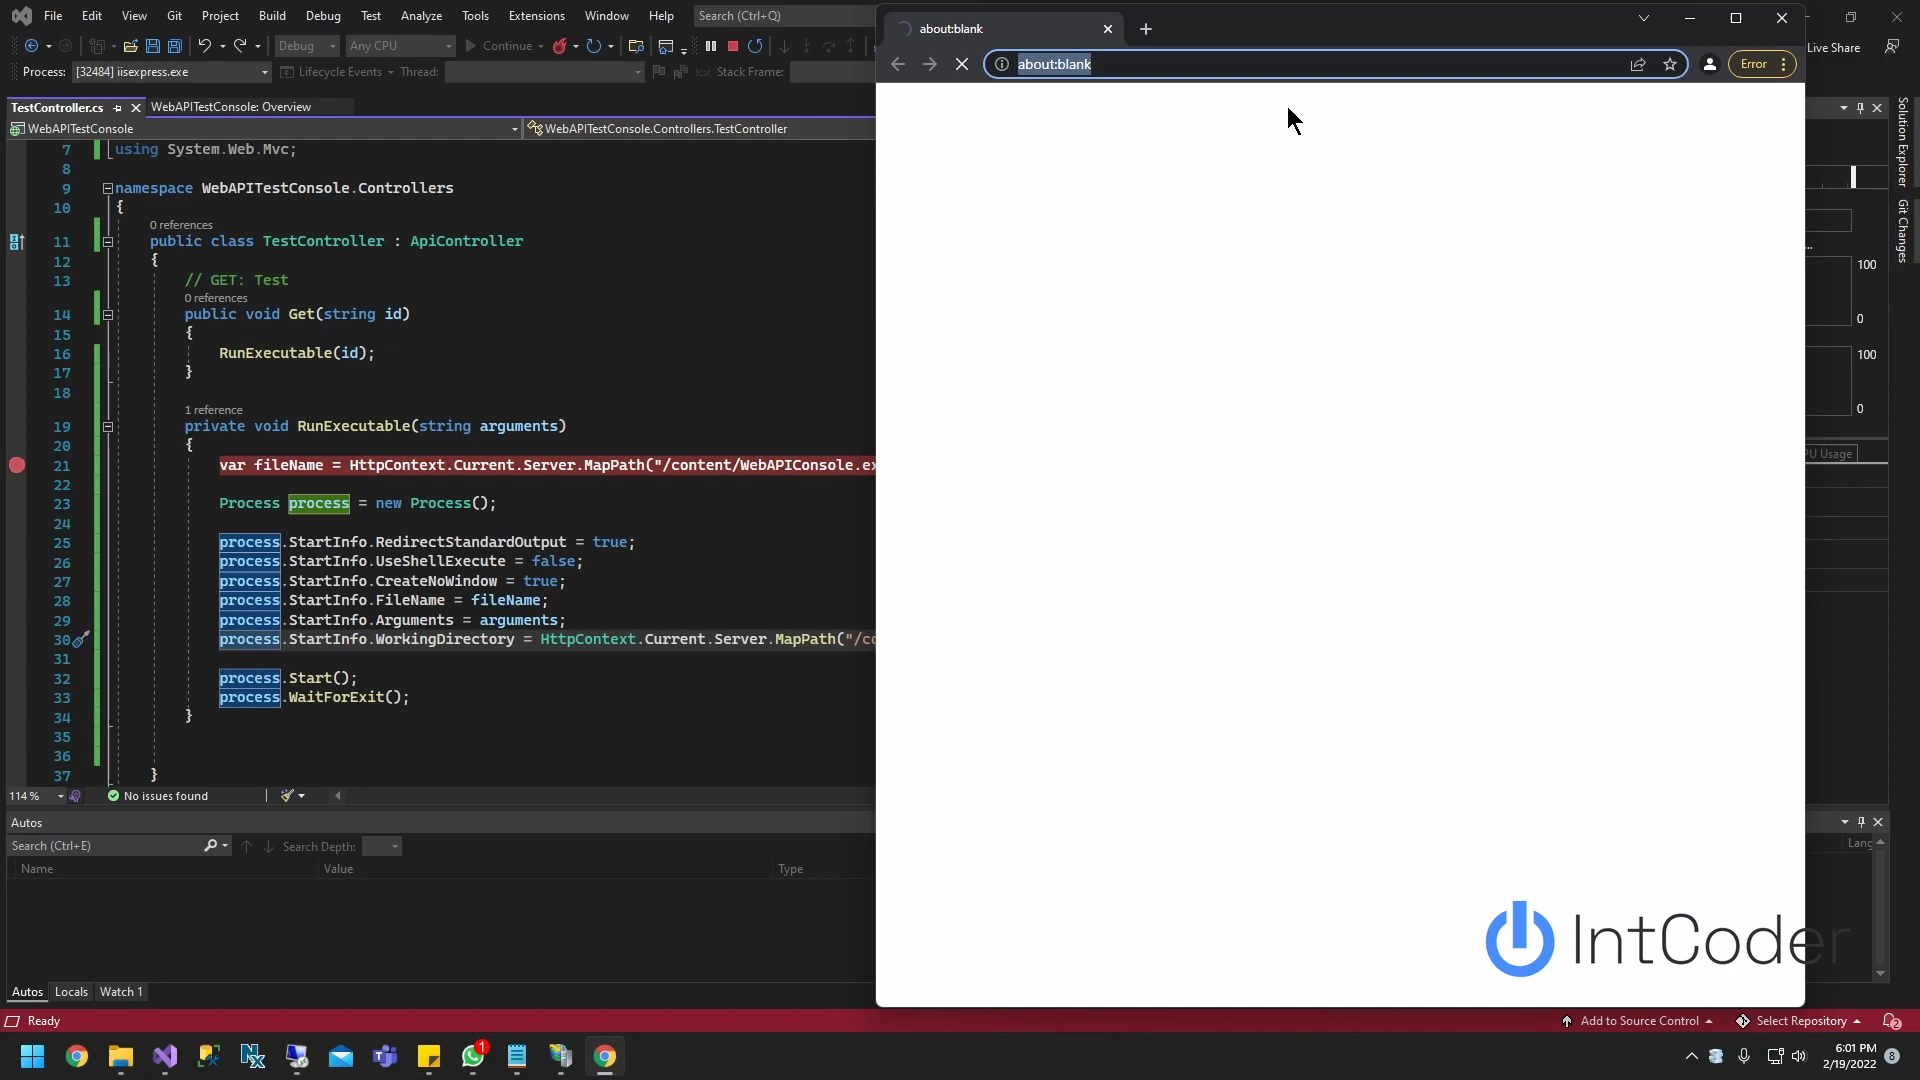 File Edit View Git Project Build Debug Test Analyze Tools Extensions Window Help Search (Ctrl+Q)
Debug Any CPU Continue
Live Share
Process: [32484] iisexpress.exe Lifecycle Events Thread: Stack Frame:
TestController.cs WebAPITestConsole: Overview
WebAPITestConsole WebAPITestConsole.Controllers.TestController
7 using System.Web.Mvc;
8
9 namespace WebAPITestConsole.Controllers
10 {
0 references
11 public class TestController : ApiController
12 {
13 // GET: Test
0 references
14 public void Get(string id)
15 {
16 RunExecutable(id);
17 }
18
1 reference
19 private void RunExecutable(string arguments)
20 {
21 var fileName = HttpContext.Current.Server.MapPath("/content/WebAPIConsole.ex
22
23 Process process = new Process();
24
25 process.StartInfo.RedirectStandardOutput = true;
26 process.StartInfo.UseShellExecute = false;
27 process.StartInfo.CreateNoWindow = true;
28 process.StartInfo.FileName = fileName;
29 process.StartInfo.Arguments = arguments;
30 process.StartInfo.WorkingDirectory = HttpContext.Current.Server.MapPath("/co
31
32 process.Start();
33 process.WaitForExit();
34 }
35
36
37 }
114 % No issues found
Autos
Search (Ctrl+E) Search Depth:
Name Value Type
Autos Locals Watch 1
Ready
about:blank
about:blank
Error
Solution Explorer
Git Changes
...
100
0
100
0
PU Usage
Lang
IntCoder
Add to Source Control Select Repository 2
1
6:01 PM
2/19/2022 8